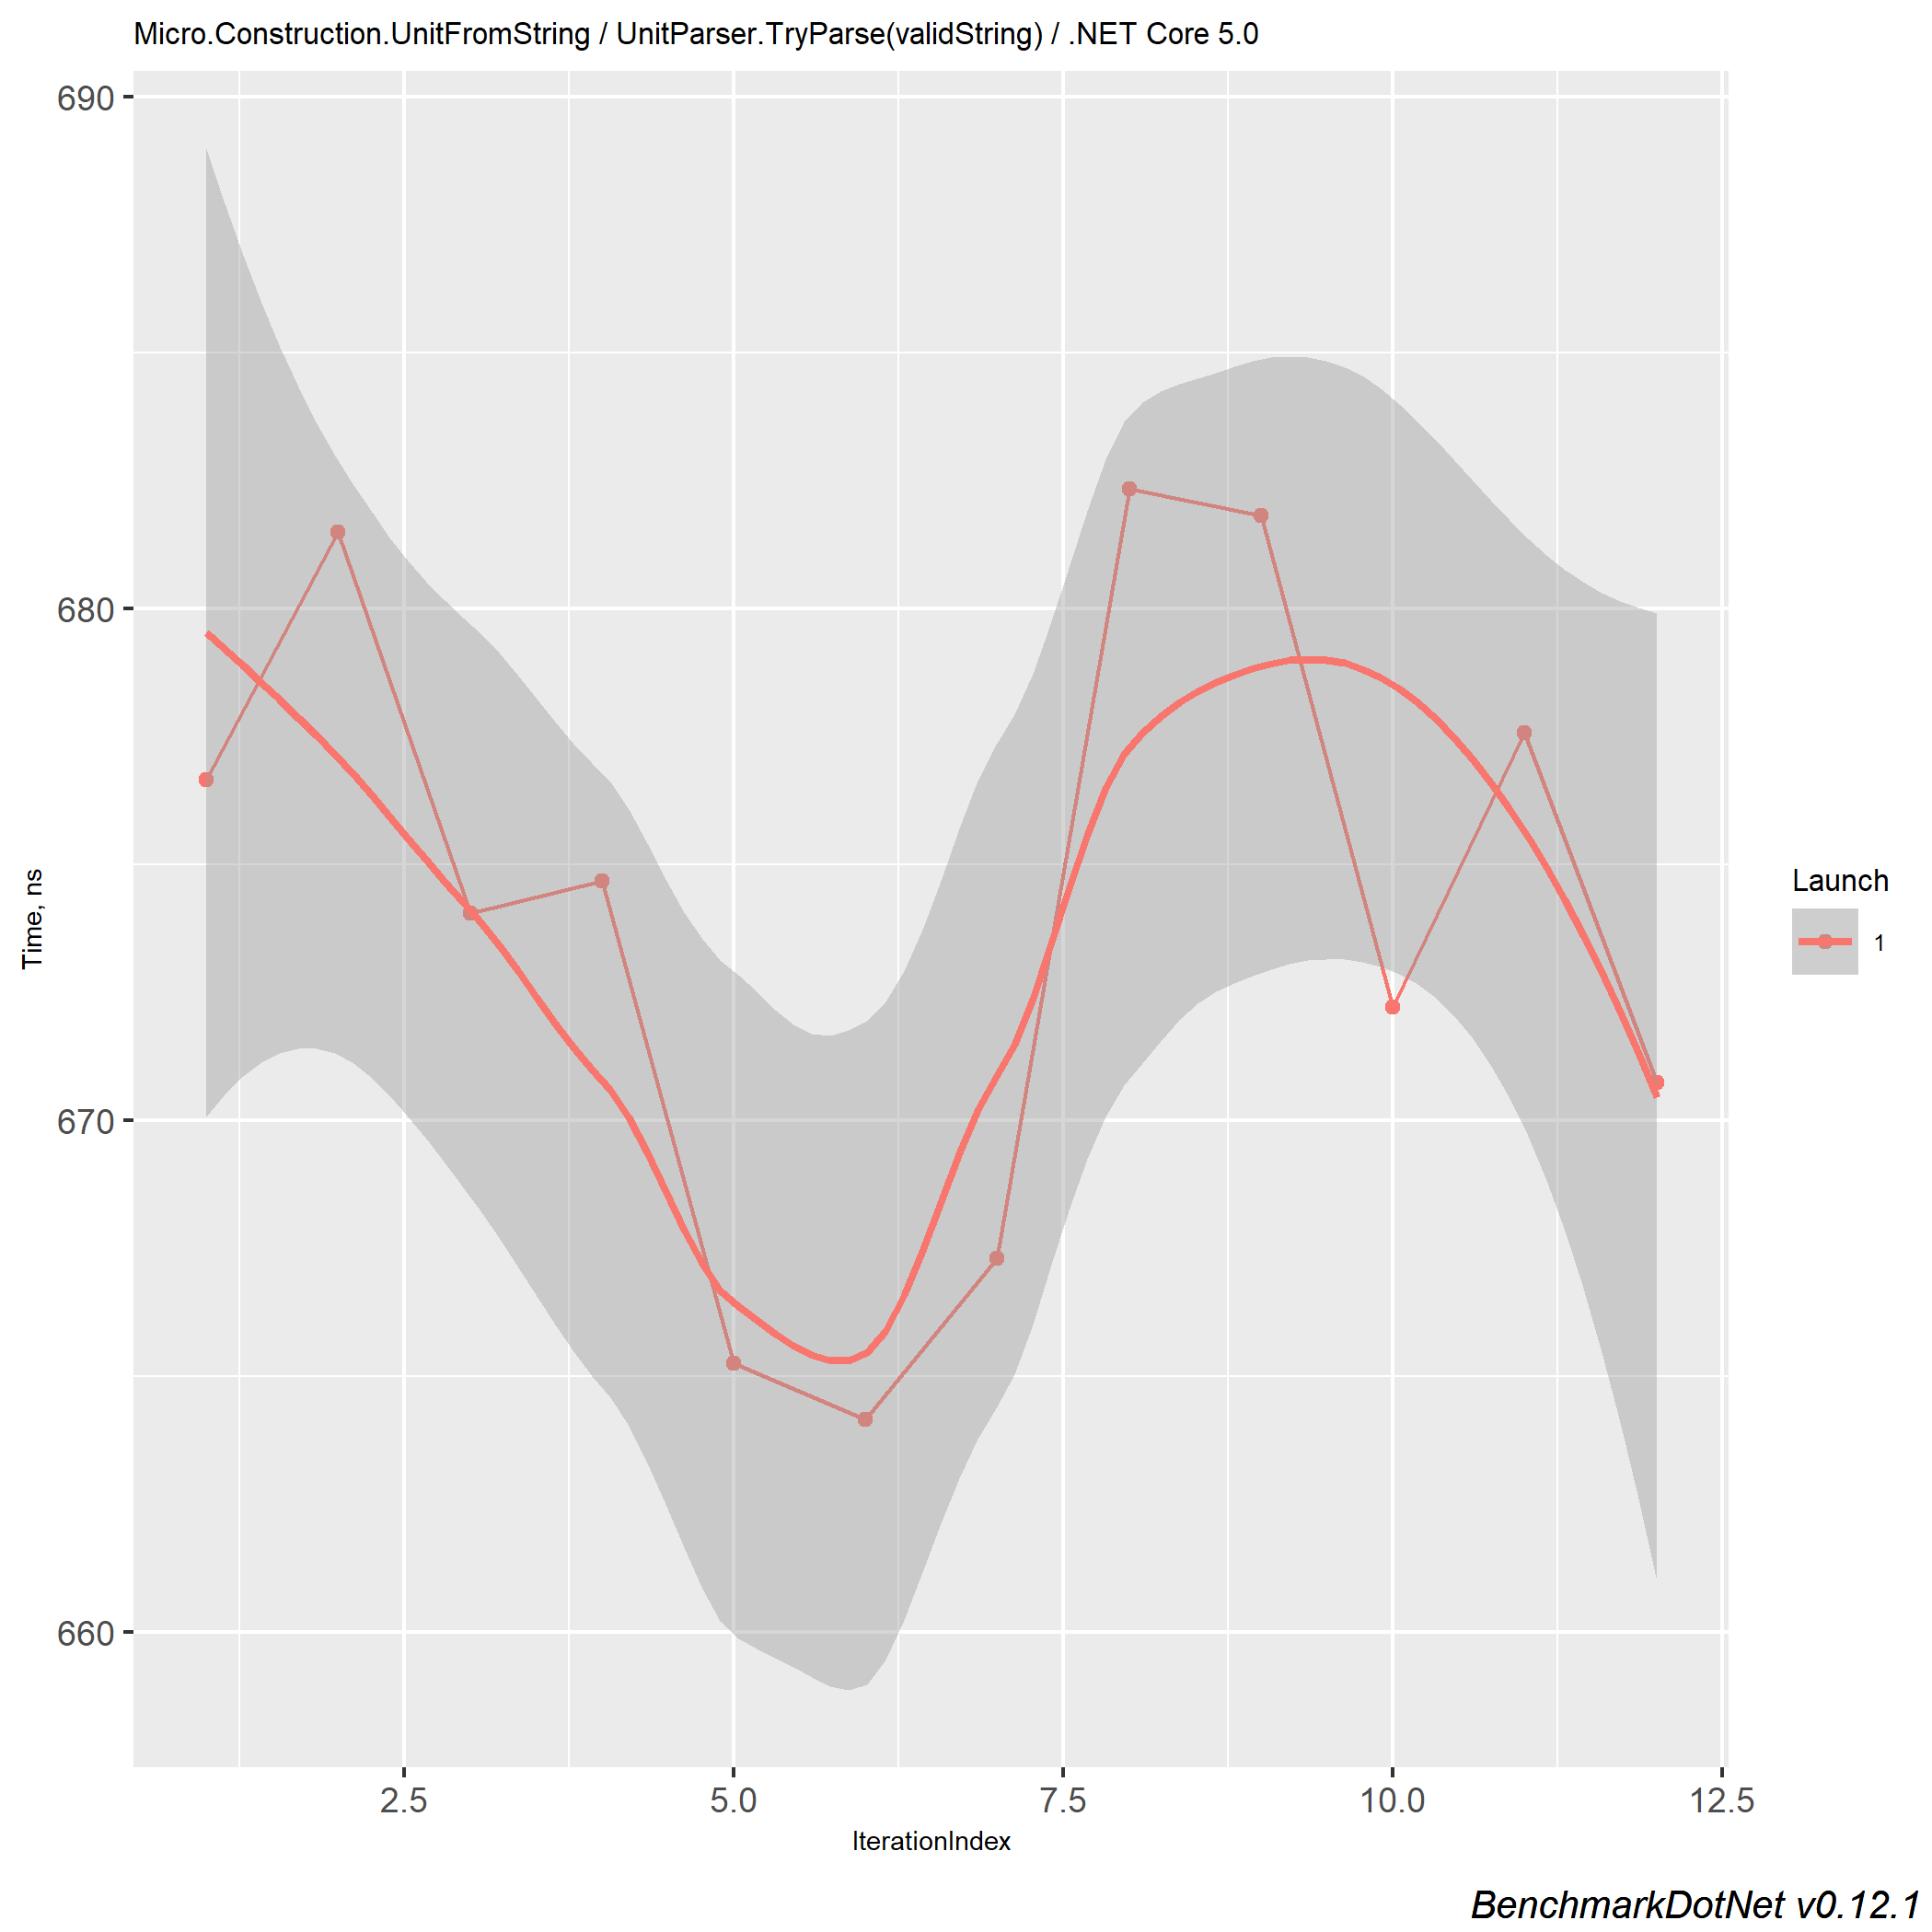 Micro.Construction.UnitFromString / UnitParser.TryParse(validString) / .NET Core 5.0
690
680
670
660
Time, ns
2.5 5.0 7.5 10.0 12.5
IterationIndex
Launch
1
BenchmarkDotNet v0.12.1